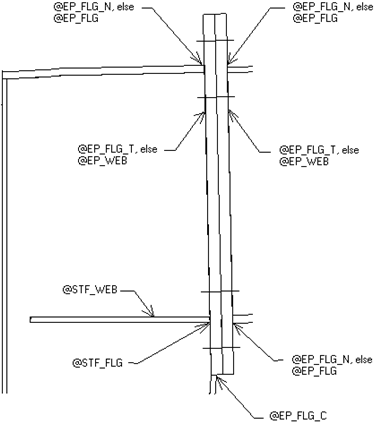 @EP_FLG_N, else
@EP_FLG
@EP_FLG_N, else
@EP_FLG
@EP_FLG_T, else
@EP_WEB
@EP_FLG_T, else
@EP_WEB
@STF_WEB
@STF_FLG
@EP_FLG_N, else
@EP_FLG
@EP_FLG_C